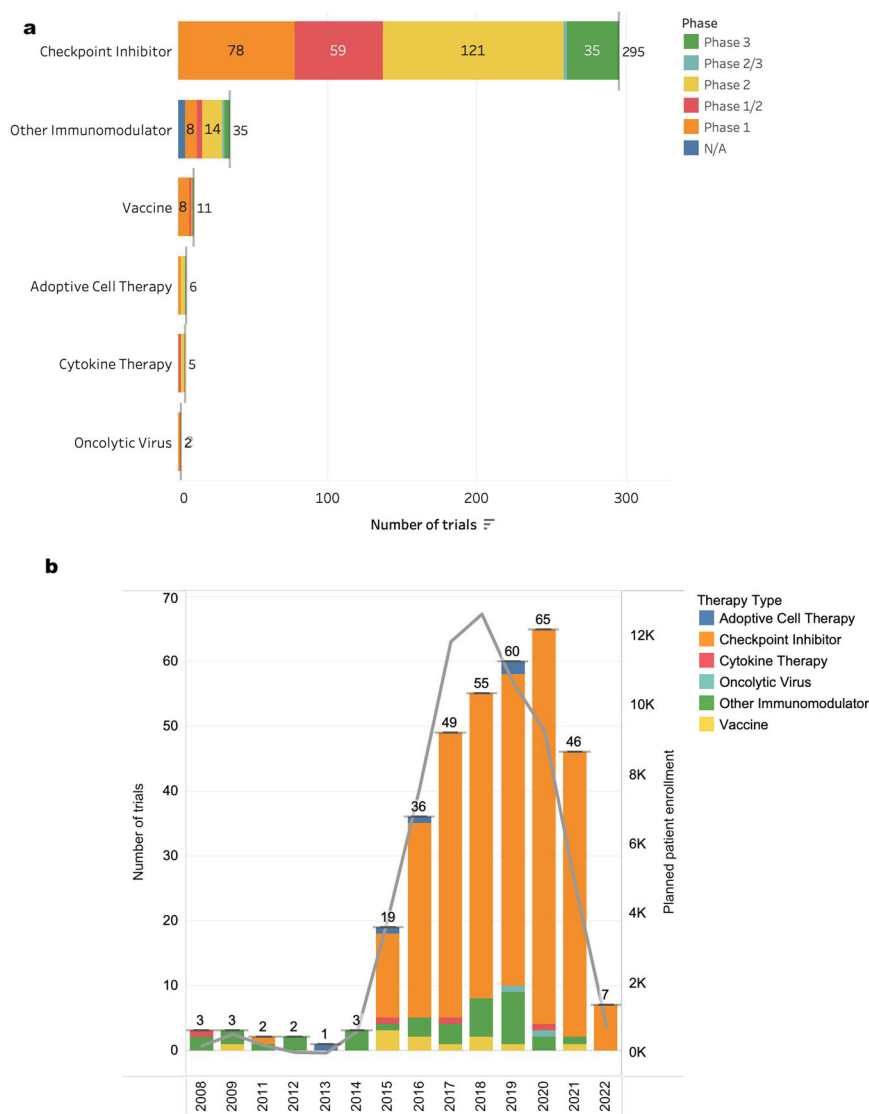 a
Phase
Phase 3
Phase 2/3
Phase 2
Phase 1/2
Phase 1
N/A
Checkpoint Inhibitor 78 59 121 35 295
Other Immunomodulator 8 14 35
Vaccine 8 11
Adoptive Cell Therapy 6
Cytokine Therapy 5
Oncolytic Virus 2
0 100 200 300
Number of trials
b
Therapy Type
Adoptive Cell Therapy
Checkpoint Inhibitor
Cytokine Therapy
Oncolytic Virus
Other Immunomodulator
Vaccine
Number of trials
70
60
50
40
30
20
10
0
3 3 2 2 1 3 19 36 49 55 60 65 46 7
12K
10K
8K
6K
4K
2K
0K
Planned patient enrollment
2008 2009 2011 2012 2013 2014 2015 2016 2017 2018 2019 2020 2021 2022